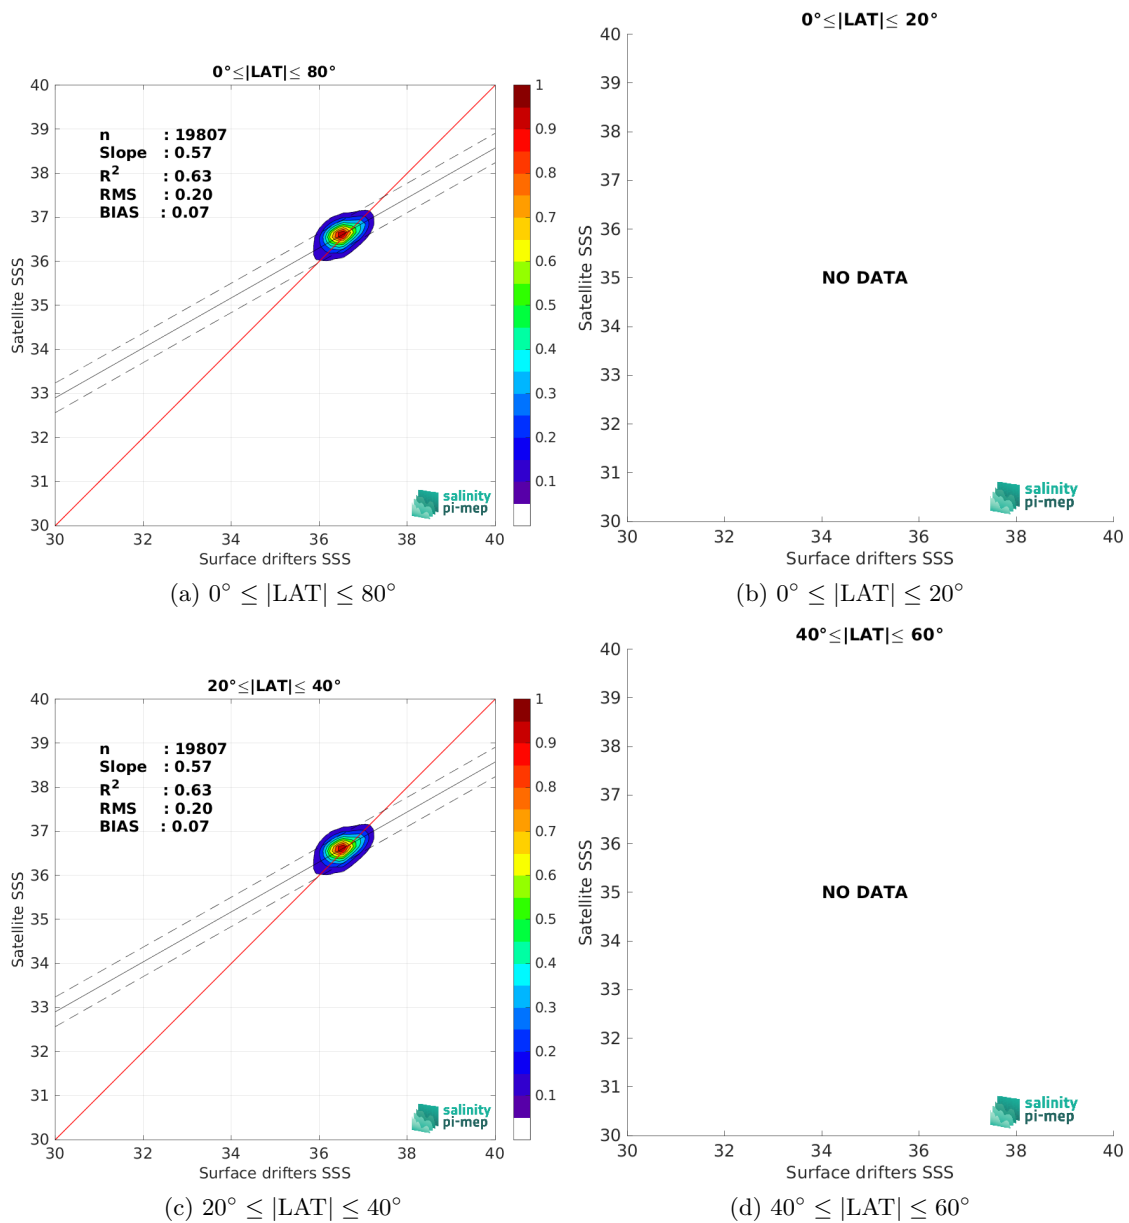 0°≤|LAT|≤ 80°
40
39
38
37
36
35
34
33
32
31
30
Satellite SSS
n : 19807
Slope : 0.57
R² : 0.63
RMS : 0.20
BIAS : 0.07
salinity
pi-mep
30 32 34 36 38 40
Surface drifters SSS
1
0.9
0.8
0.7
0.6
0.5
0.4
0.3
0.2
0.1
(a) 0° ≤ |LAT| ≤ 80°
0°≤|LAT|≤ 20°
40
39
38
37
36
35
34
33
32
31
30
Satellite SSS
NO DATA
salinity
pi-mep
30 32 34 36 38 40
Surface drifters SSS
(b) 0° ≤ |LAT| ≤ 20°
20°≤|LAT|≤ 40°
40
39
38
37
36
35
34
33
32
31
30
Satellite SSS
n : 19807
Slope : 0.57
R² : 0.63
RMS : 0.20
BIAS : 0.07
salinity
pi-mep
30 32 34 36 38 40
Surface drifters SSS
1
0.9
0.8
0.7
0.6
0.5
0.4
0.3
0.2
0.1
(c) 20° ≤ |LAT| ≤ 40°
40°≤|LAT|≤ 60°
40
39
38
37
36
35
34
33
32
31
30
Satellite SSS
NO DATA
salinity
pi-mep
30 32 34 36 38 40
Surface drifters SSS
(d) 40° ≤ |LAT| ≤ 60°